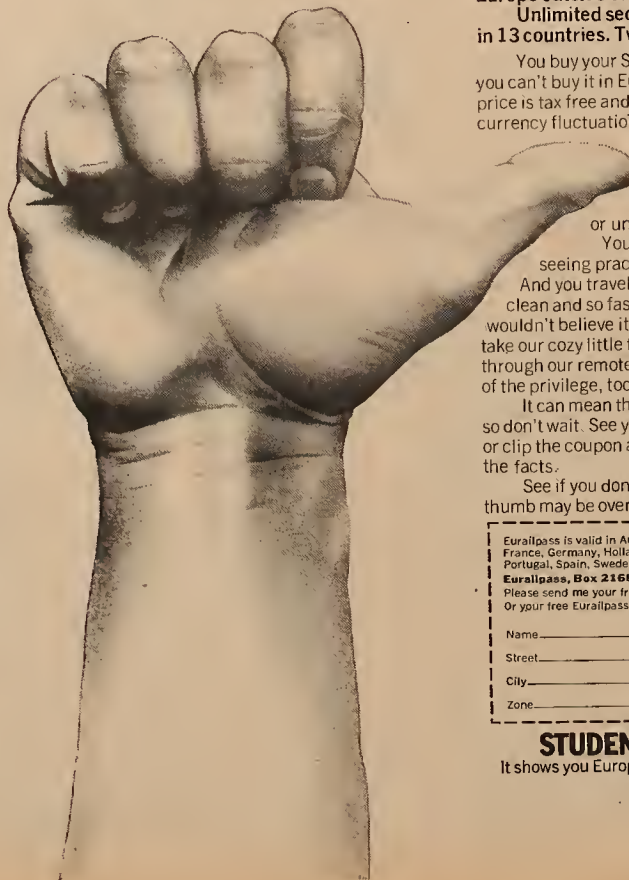 Unlimited sec
in 13 countries. Tw
You buy your S
you can't buy it in Eu
price is tax free and
currency fluctuatio
or un
You
seeing prac
And you travel
clean and so fas
wouldn't believe it
take our cozy little t
through our remote
of the privilege, too
It can mean th
so don't wait. See y
or clip the coupon a
the facts.
See if you don
thumb may be over
Eurailpass is valid in Au
France, Germany, Holla
Portugal, Spain, Swede
Eurailpass, Box 2168
Please send me your fr
Or your free Eurailpass
Name
Street
City
Zone
STUDEN
It shows you Europ